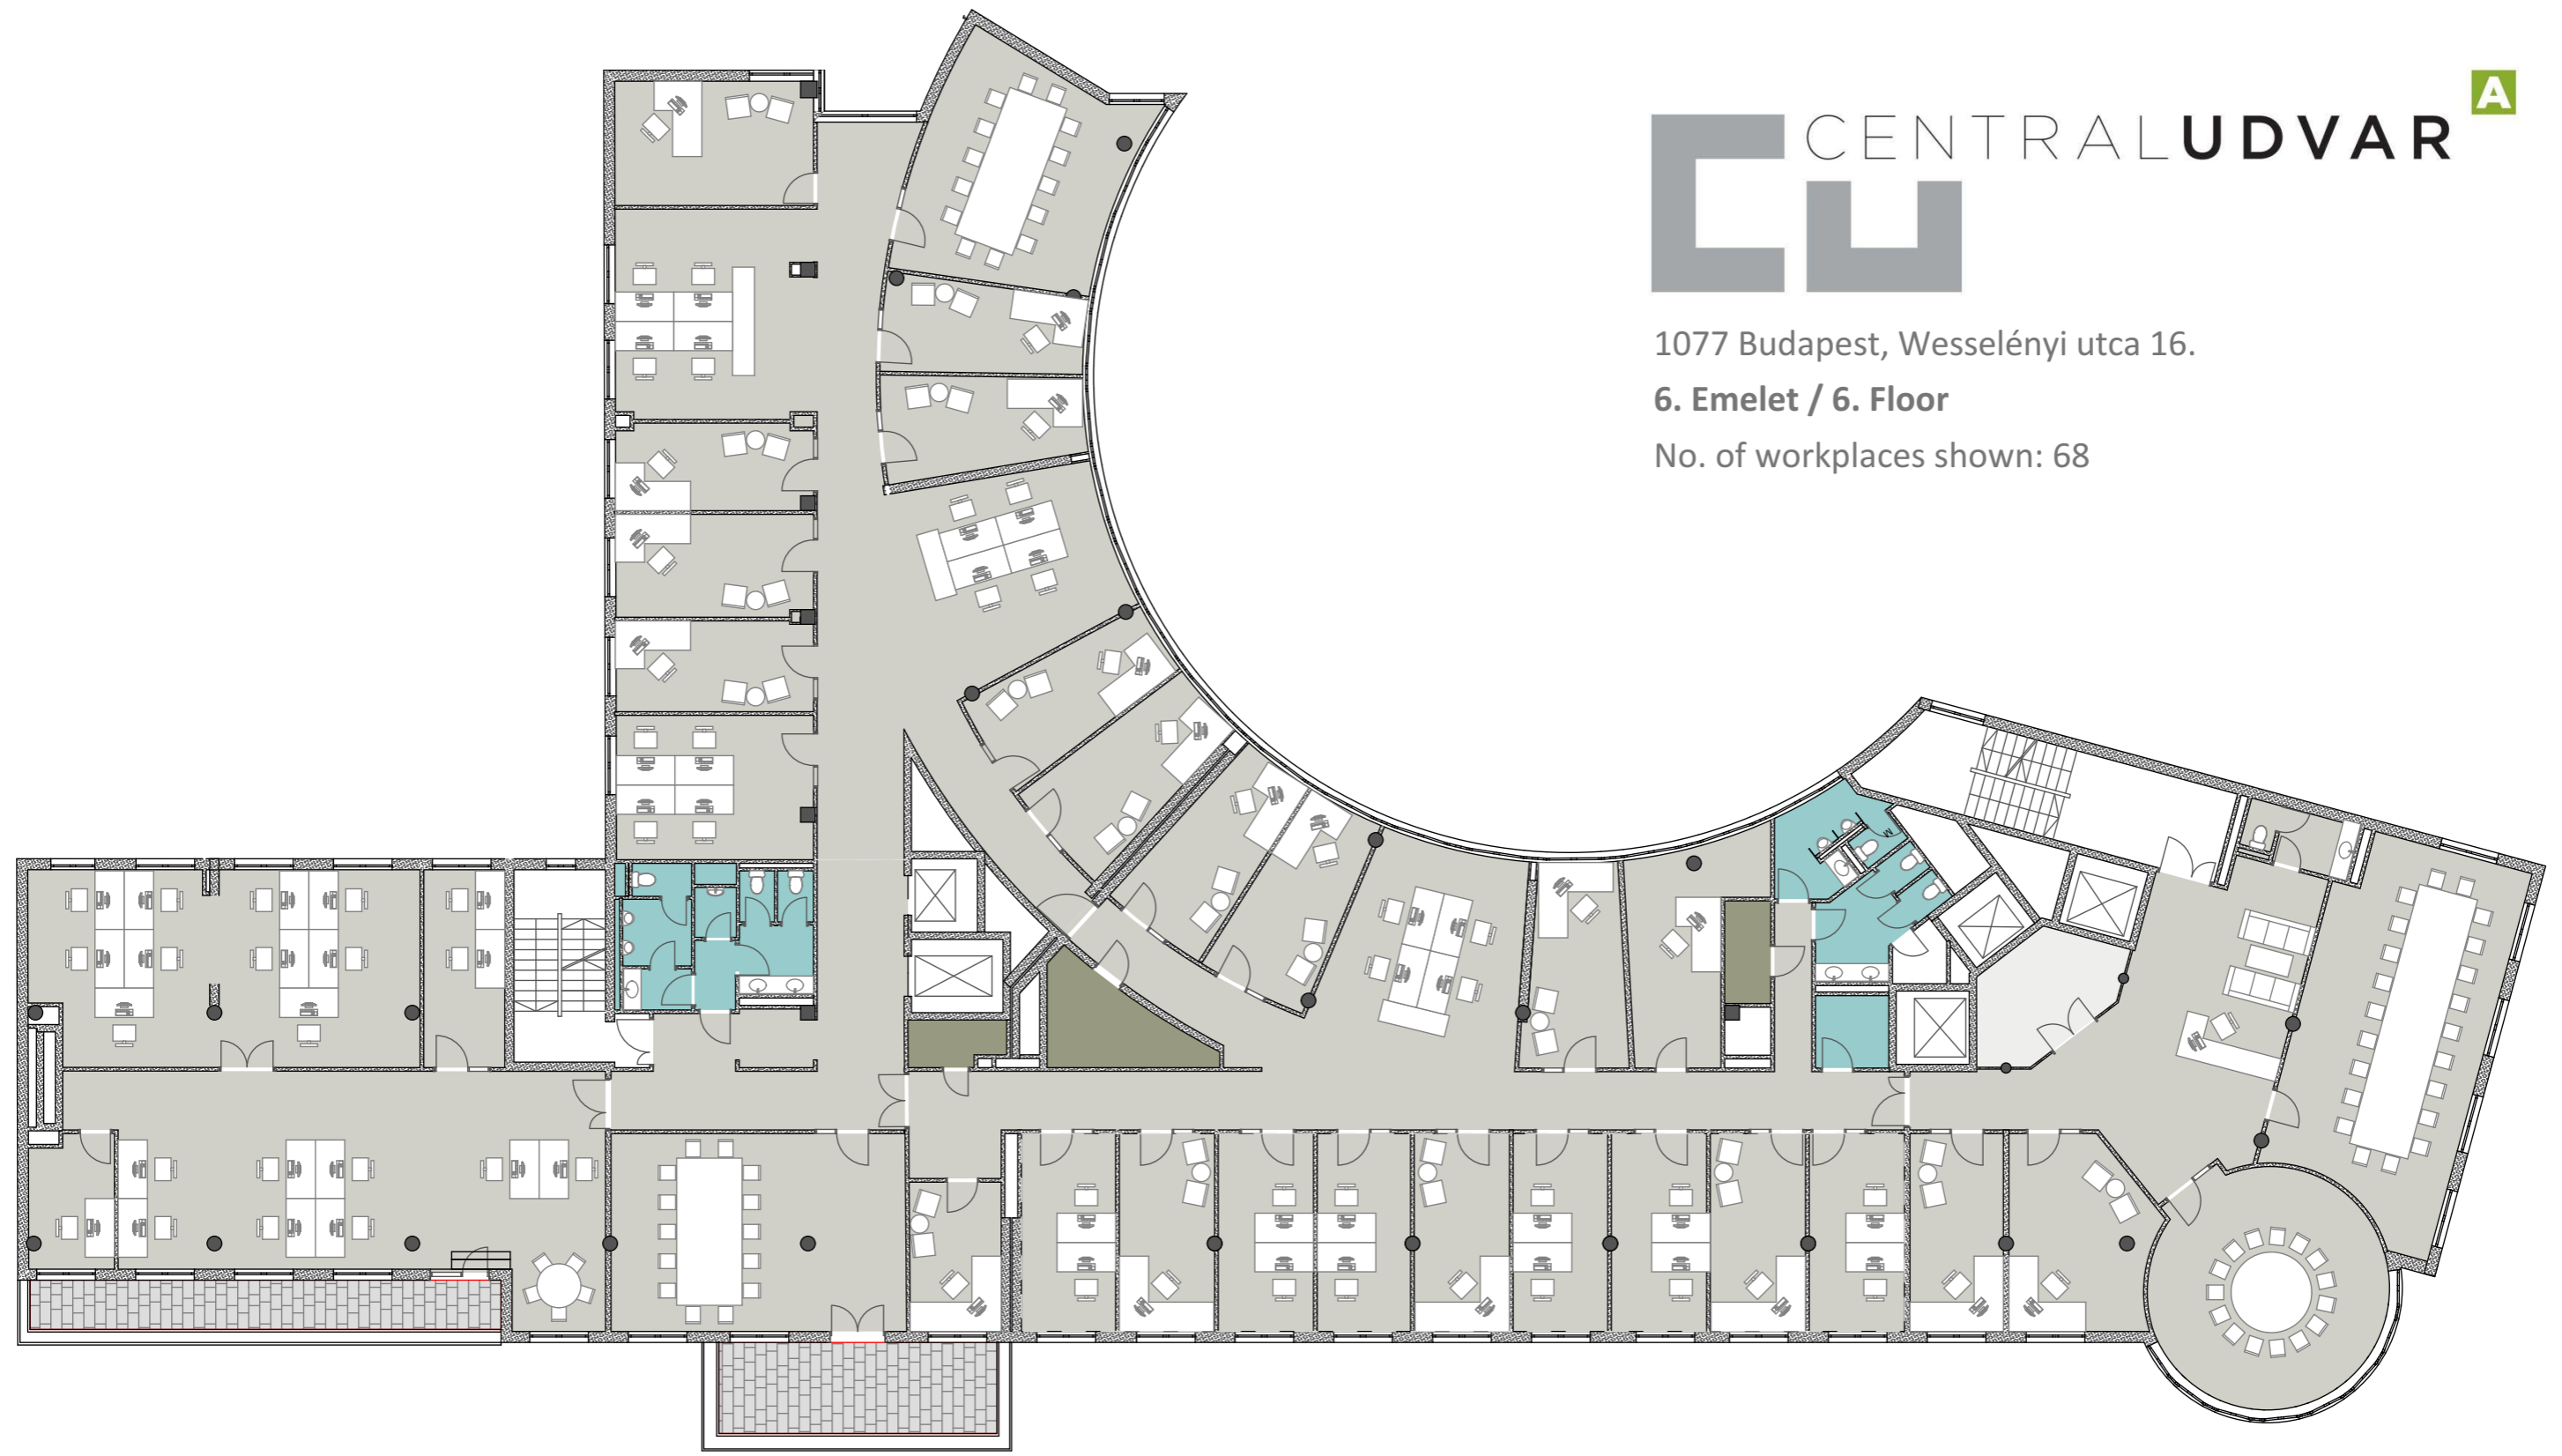 A
CENTRALUDVAR
1077 Budapest, Wesselényi utca 16.
6. Emelet / 6. Floor
No. of workplaces shown: 68